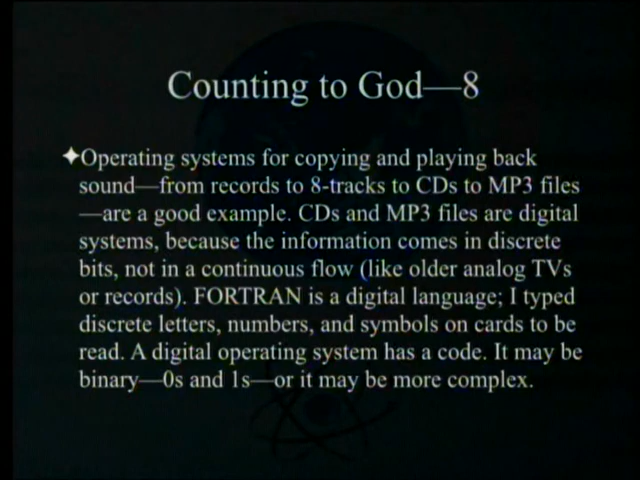 Counting to God—8
✦Operating systems for copying and playing back
sound—from records to 8-tracks to CDs to MP3 files
—are a good example. CDs and MP3 files are digital
systems, because the information comes in discrete
bits, not in a continuous flow (like older analog TVs
or records). FORTRAN is a digital language; I typed
discrete letters, numbers, and symbols on cards to be
read. A digital operating system has a code. It may be
binary—0s and 1s—or it may be more complex.